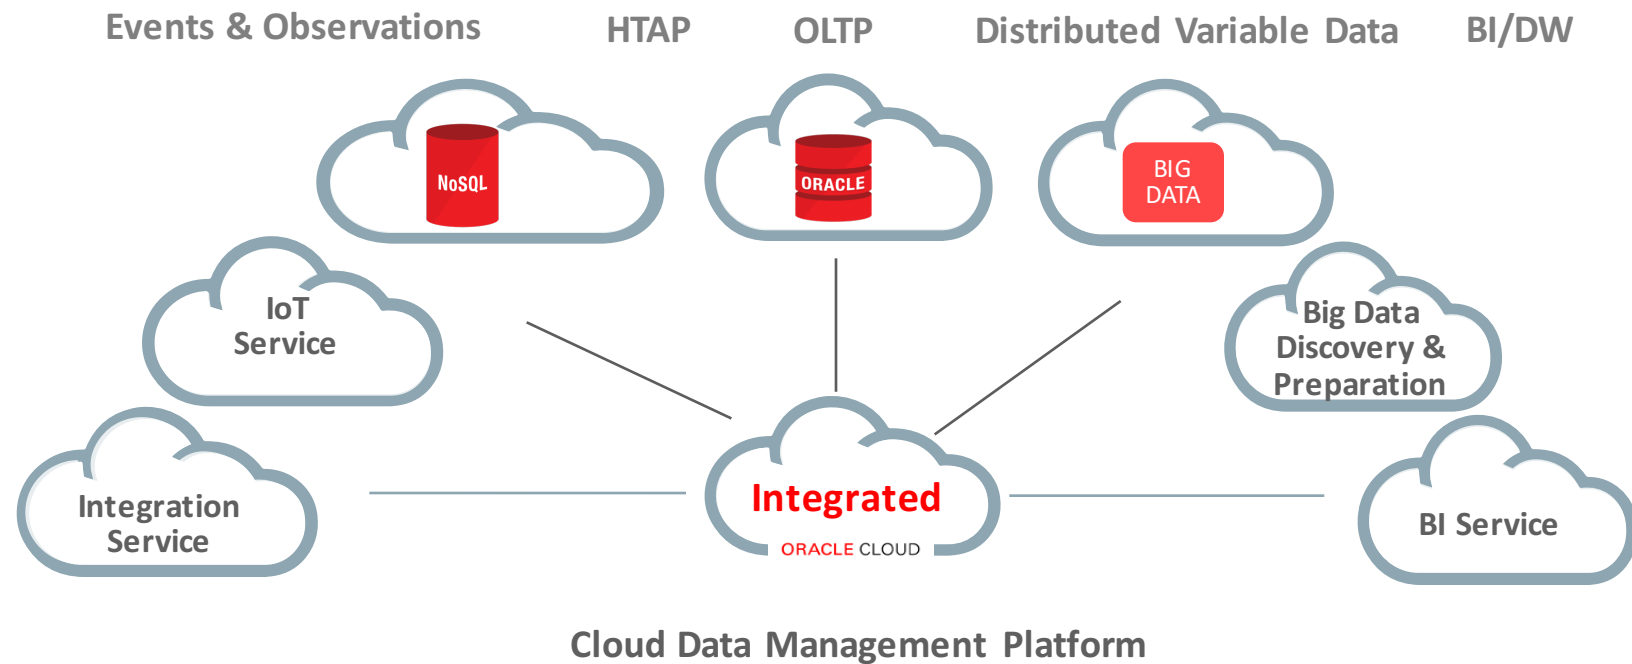 Events & Observations
HTAP
OLTP
Distributed Variable Data
BI/DW
NoSQL
ORACLE
BIG
DATA
IoT
Service
Big Data
Discovery &
Preparation
Integration
Service
Integrated
ORACLE CLOUD
BI Service
Cloud Data Management Platform